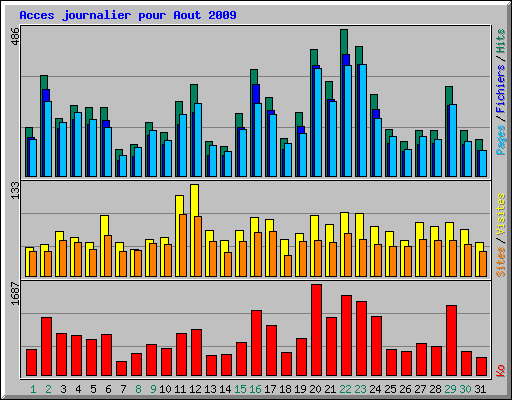 Acces journalier pour Aout 2009
486
Pages / Fichiers / Hits
133
Sites / Visites
1687
Ko
1 2 3 4 5 6 7 8 9 10 11 12 13 14 15 16 17 18 19 20 21 22 23 24 25 26 27 28 29 30 31